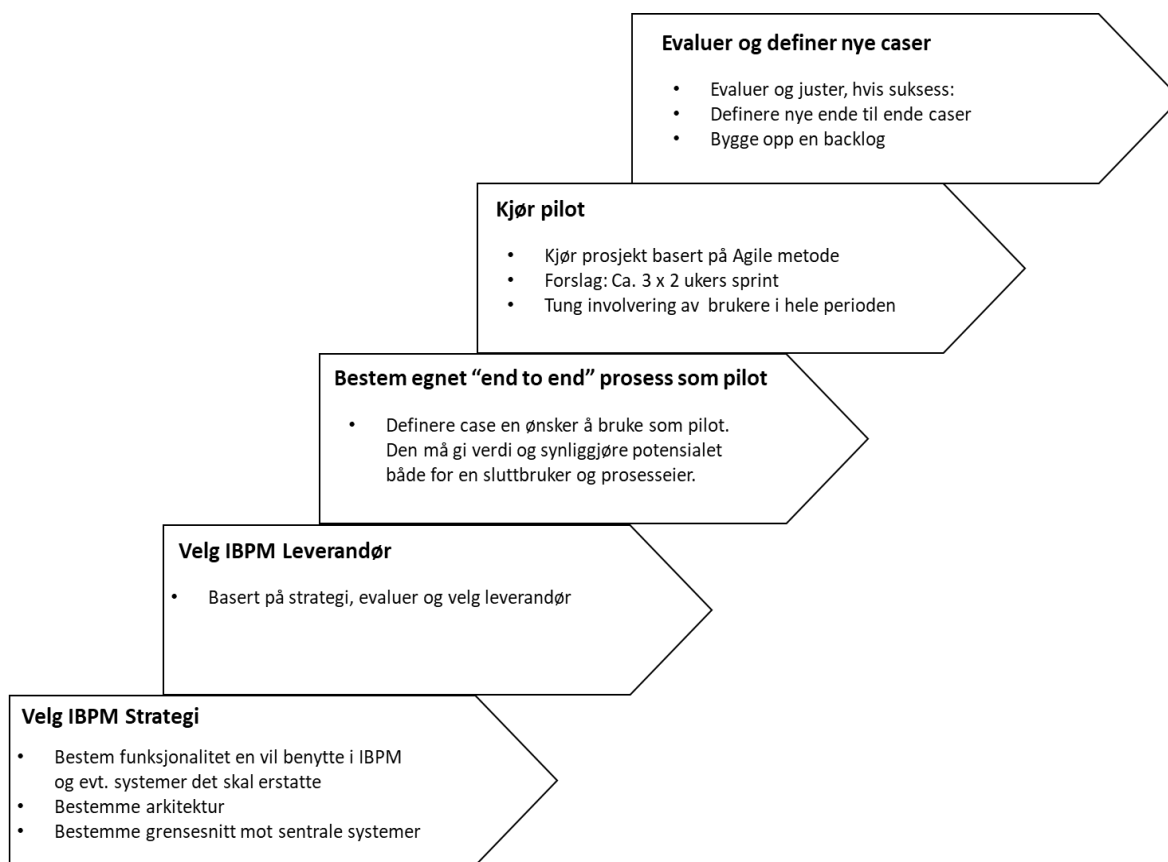 Evaluer og definer nye caser
• Evaluer og juster, hvis suksess:
• Definere nye ende til ende caser
• Bygge opp en backlog
Kjør pilot
• Kjør prosjekt basert på Agile metode
• Forslag: Ca. 3 x 2 ukers sprint
• Tung involvering av brukere i hele perioden
Bestem egnet “end to end” prosess som pilot
• Definere case en ønsker å bruke som pilot.
Den må gi verdi og synliggjøre potensialet
både for en sluttbruker og prosesseier.
Velg IBPM Leverandør
• Basert på strategi, evaluer og velg leverandør
Velg IBPM Strategi
• Bestem funksjonalitet en vil benytte i IBPM
og evt. systemer det skal erstatte
• Bestemme arkitektur
• Bestemme grensesnitt mot sentrale systemer